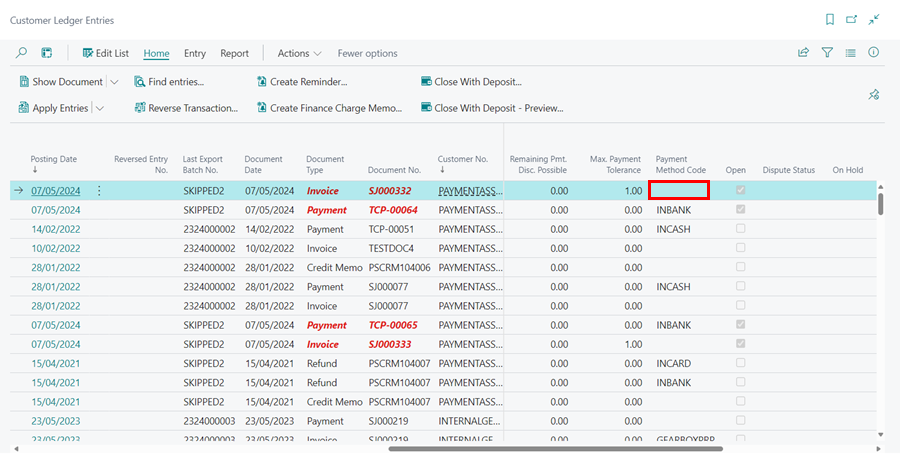 Customer Ledger Entries
Edit List Home Entry Report Actions Fewer options
Show Document Find entries... Create Reminder... Close With Deposit...
Apply Entries Reverse Transaction... Create Finance Charge Memo... Close With Deposit - Preview...
Posting Date ↓ Reversed Entry No. Last Export Batch No. Document Date Document Type Document No. Customer No. ↓ Remaining Pmt. Disc. Possible Max. Payment Tolerance Payment Method Code Open Dispute Status On Hold
07/05/2024 SKIPPED2 07/05/2024 Invoice SJ000332 PAYMENTASS... 0.00 1.00
07/05/2024 SKIPPED2 07/05/2024 Payment TCP-00064 PAYMENTASS... 0.00 0.00 INBANK
14/02/2022 2324000002 14/02/2022 Payment TCP-00051 PAYMENTASS... 0.00 0.00 INCASH
10/02/2022 2324000002 10/02/2022 Invoice TESTDOC4 PAYMENTASS... 0.00 0.00
28/01/2022 2324000002 28/01/2022 Credit Memo PSCRM104006 PAYMENTASS... 0.00 0.00
28/01/2022 2324000002 28/01/2022 Payment SJ000077 PAYMENTASS... 0.00 0.00 INCASH
28/01/2022 2324000002 28/01/2022 Invoice SJ000077 PAYMENTASS... 0.00 0.00
07/05/2024 SKIPPED2 07/05/2024 Payment TCP-00065 PAYMENTASS... 0.00 0.00 INBANK
07/05/2024 SKIPPED2 07/05/2024 Invoice SJ000333 PAYMENTASS... 0.00 1.00
15/04/2021 SKIPPED2 15/04/2021 Refund PSCRM104007 PAYMENTASS... 0.00 0.00 INCARD
15/04/2021 SKIPPED2 15/04/2021 Refund PSCRM104007 PAYMENTASS... 0.00 0.00 INBANK
15/04/2021 SKIPPED2 15/04/2021 Credit Memo PSCRM104007 PAYMENTASS... 0.00 0.00
23/05/2023 2324000003 23/05/2023 Payment SJ000219 INTERNALGE... 0.00 0.00
23/05/2023 2324000003 23/05/2023 Invoice SJ000219 INTERNALGE... 0.00 0.00 GEARBOXPRP